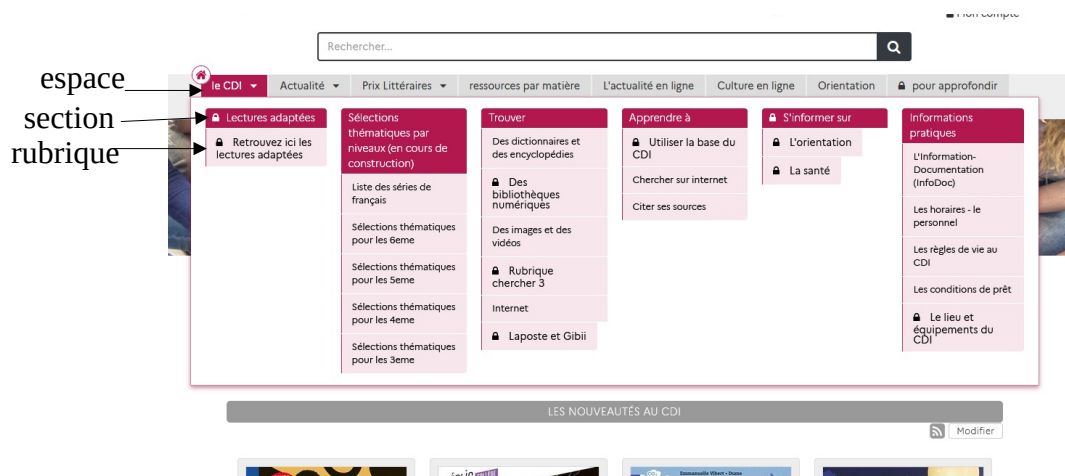 Mon compte
Rechercher...
espace
le CDI
Actualité
Prix Littéraires
ressources par matière
L'actualité en ligne
Culture en ligne
Orientation
pour approfondir
section
rubrique
Lectures adaptées
Retrouvez ici les
lectures adaptées
Sélections
thématiques par
niveaux (en cours de
construction)
Liste des séries de
français
Sélections thématiques
pour les 6eme
Sélections thématiques
pour les 5eme
Sélections thématiques
pour les 4eme
Sélections thématiques
pour les 3eme
Trouver
Des dictionnaires et
des encyclopédies
Des
bibliothèques
numériques
Des images et des
vidéos
Rubrique
chercher 3
Internet
Laposte et Gibii
Apprendre à
Utiliser la base du
CDI
Chercher sur internet
Citer ses sources
S'informer sur
L'orientation
La santé
Informations
pratiques
L'Information-
Documentation
(InfoDoc)
Les horaires - le
personnel
Les règles de vie au
CDI
Les conditions de prêt
Le lieu et
équipements du
CDI
LES NOUVEAUTÉS AU CDI
Modifier
Emmanuelle Vibert • Dume